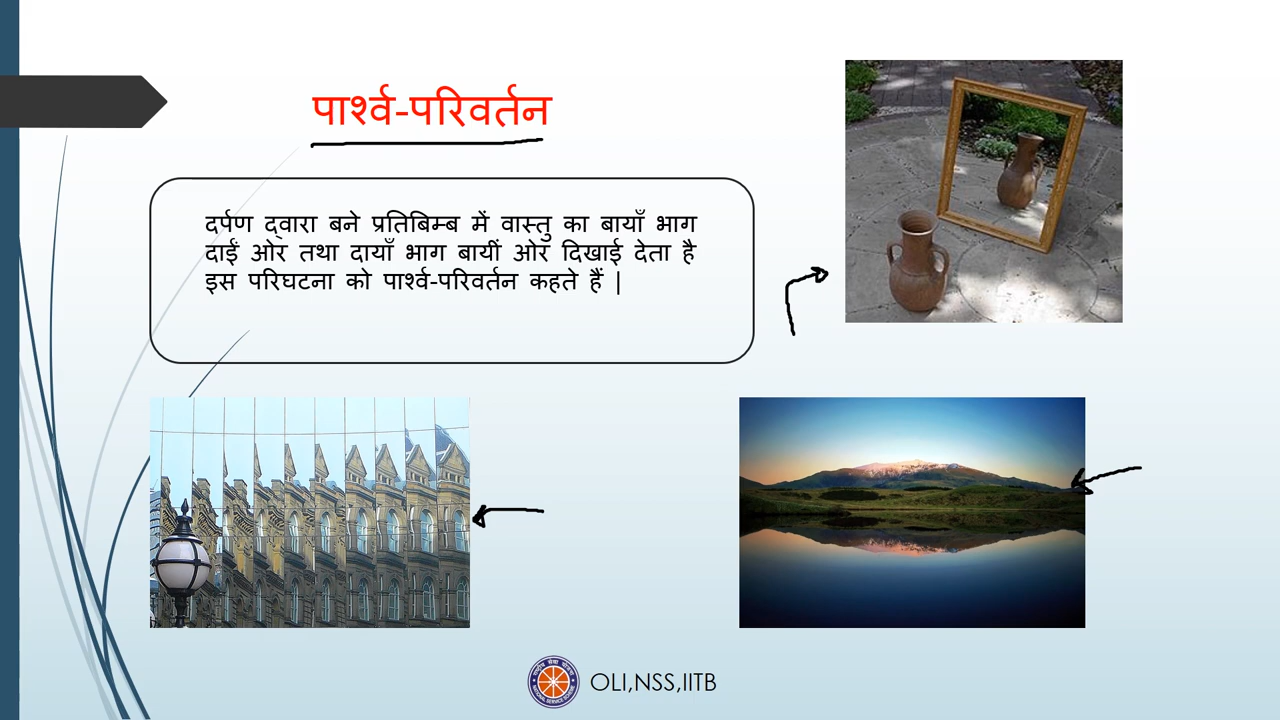 पार्श्व-परिवर्तन
दर्पण द्वारा बने प्रतिबिम्ब में वास्तु का बायाँ भाग
दाईं ओर तथा दायाँ भाग बायीं ओर दिखाई देता है
इस परिघटना को पार्श्व-परिवर्तन कहते हैं |
OLI,NSS,IITB